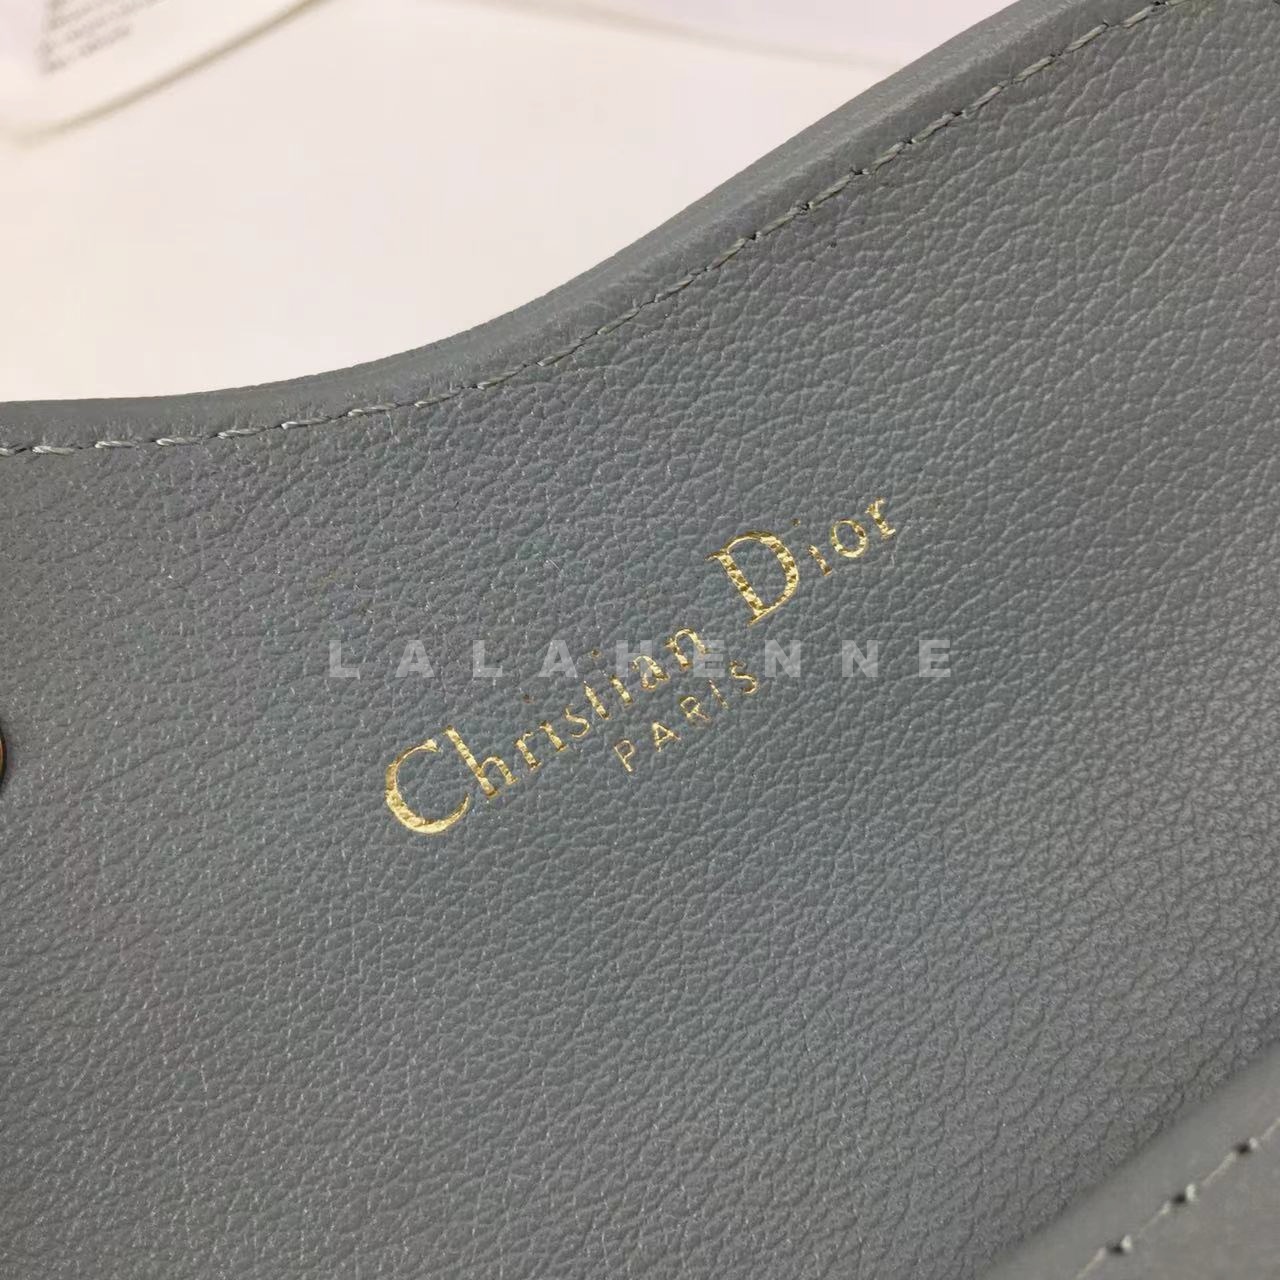 Christian Dior
PARIS
LALAHENNE